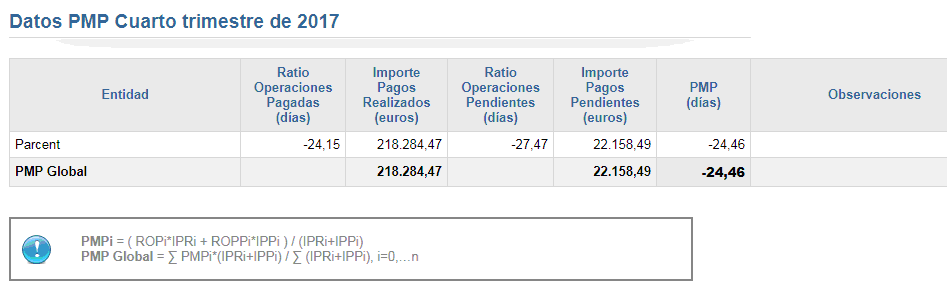 Datos PMP Cuarto trimestre de 2017
Entidad
Ratio
Operaciones
Pagadas
(días)
Importe
Pagos
Realizados
(euros)
Ratio
Operaciones
Pendientes
(días)
Importe
Pagos
Pendientes
(euros)
PMP
(días)
Observaciones
Parcent -24,15 218.284,47 -27,47 22.158,49 -24,46
PMP Global 218.284,47 22.158,49 -24,46
PMPi = ( ROPi*IPRi + ROPPi*IPPi ) / (IPRi+IPPi)
PMP Global = ∑ PMPi*(IPRi+IPPi) / ∑ (IPRi+IPPi), i=0,...n